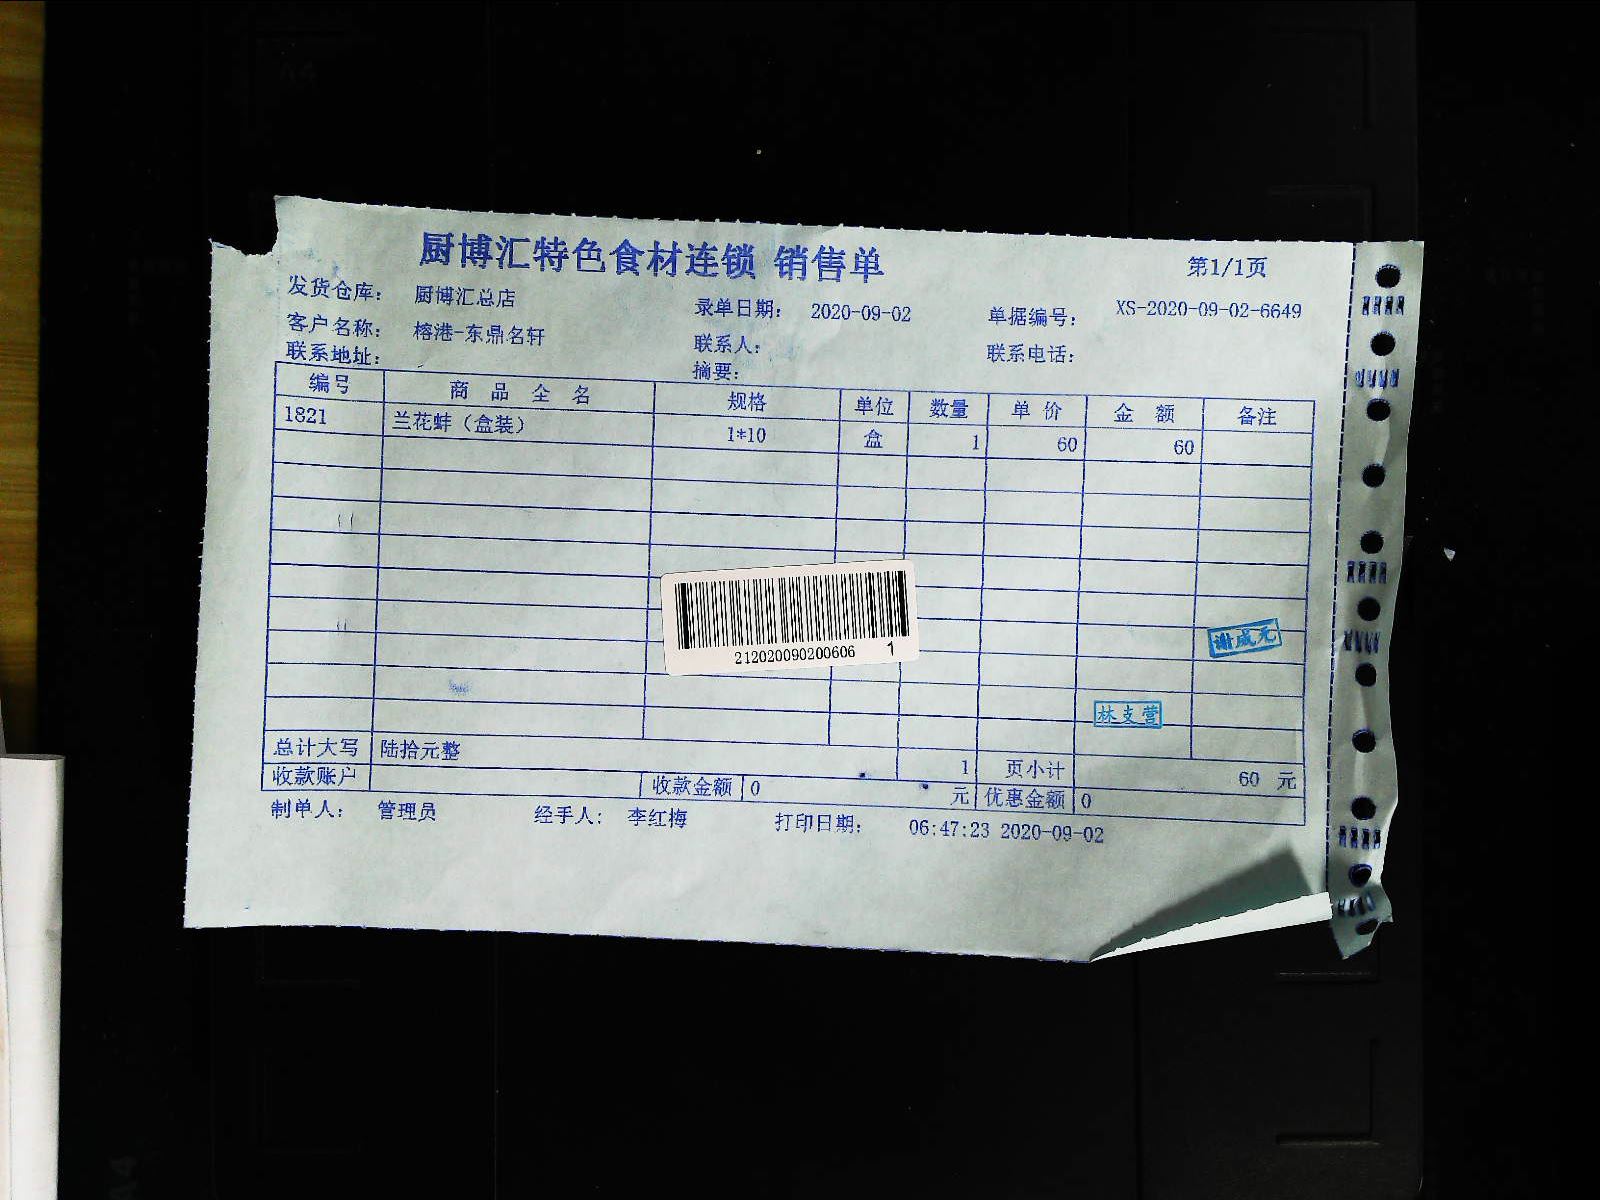 厨博汇特色食材连锁 销售单
第1/1页
发货仓库： 厨博汇总店 录单日期： 2020-09-02 单据编号： XS-2020-09-02-6649
客户名称： 榕港-东鼎名轩 联系人： 联系电话：
联系地址： 摘要：
编号 商品全名 规格 单位 数量 单价 金额 备注
1821 兰花蚌（盒装） 1*10 盒 1 60 60
212020090200606 1
谢成元
林支营
总计大写 陆拾元整 1 页小计 60 元
收款账户 收款金额 0 元 优惠金额 0
制单人： 管理员 经手人： 李红梅 打印日期： 06:47:23 2020-09-02